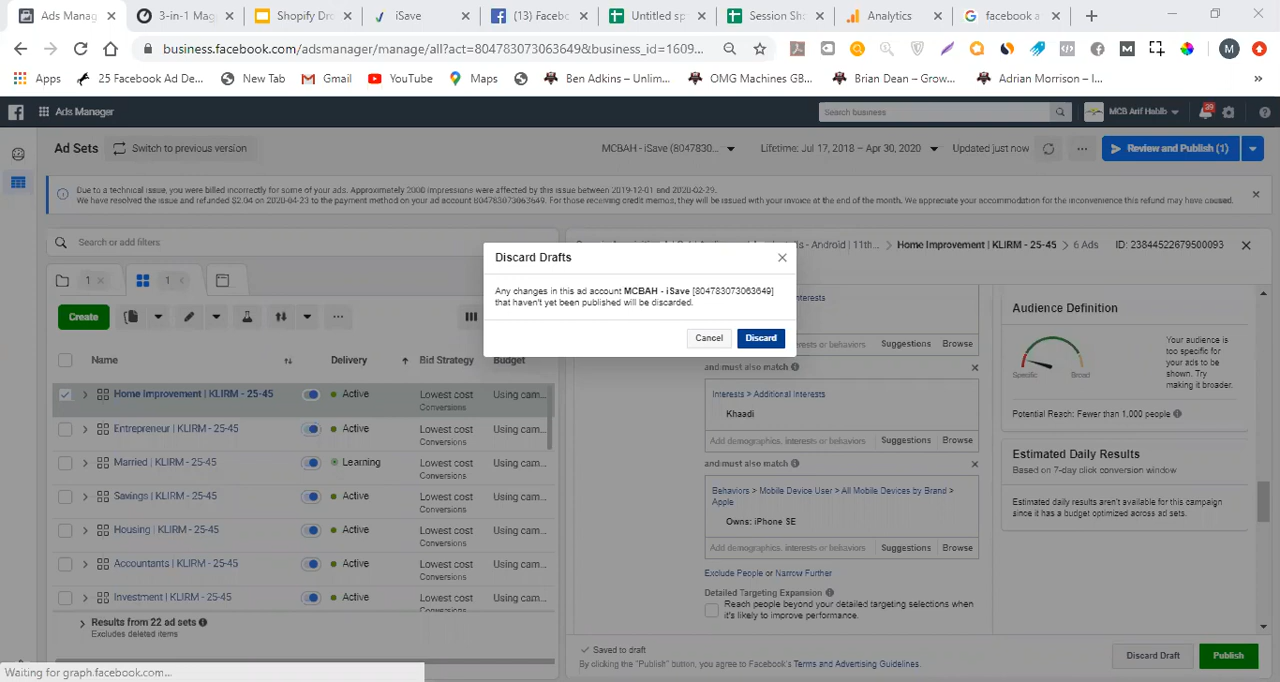 Ads Manag
3-in-1 Mag
Shopify Dro
iSave
(13) Facebo
Untitled sp
Session Sho
Analytics
facebook a
business.facebook.com/adsmanager/manage/all?act=804783073063649&business_id=1609...
M
Apps
25 Facebook Ad De...
New Tab
Gmail
YouTube
Maps
Ben Adkins – Unlim...
OMG Machines GB...
Brian Dean – Grow...
Adrian Morrison – I...
»
Ads Manager
Search business
MCB Arif Habib
39
Ad Sets
Switch to previous version
MCBAH - iSave (8047830...
Lifetime: Jul 17, 2018 – Apr 30, 2020
Updated just now
Review and Publish (1)
Due to a technical issue, you were billed incorrectly for some of your ads. Approximately 2000 impressions were affected by this issue between 2019-12-01 and 2020-02-29.
We have resolved the issue and refunded $2.04 on 2020-04-23 to the payment method on your ad account 804783073063649. For those receiving credit memos, they will be issued with your invoice at the end of the month. We appreciate your accommodation for the inconvenience this refund may have caused.
Search or add filters
Android | 11th...
Home Improvement | KLIRM - 25-45
6 Ads
ID: 23844522679500093
Discard Drafts
Any changes in this ad account MCBAH - iSave [804783073063649]
that haven't yet been published will be discarded.
Cancel
Discard
1
1
Create
Name
Delivery
Bid Strategy
Budget
Home Improvement | KLIRM - 25-45
Active
Lowest cost
Conversions
Using cam...
Entrepreneur | KLIRM - 25-45
Active
Lowest cost
Conversions
Using cam...
Married | KLIRM - 25-45
Learning
Lowest cost
Conversions
Using cam...
Savings | KLIRM - 25-45
Active
Lowest cost
Conversions
Using cam...
Housing | KLIRM - 25-45
Active
Lowest cost
Conversions
Using cam...
Accountants | KLIRM - 25-45
Active
Lowest cost
Conversions
Using cam...
Investment | KLIRM - 25-45
Active
Lowest cost
Conversions
Using cam...
Results from 22 ad sets
Excludes deleted items
Waiting for graph.facebook.com...
interests
interests or behaviors
Suggestions
Browse
and must also match
Interests > Additional Interests
Khaadi
Add demographics, interests or behaviors
Suggestions
Browse
and must also match
Behaviors > Mobile Device User > All Mobile Devices by Brand >
Apple
Owns: iPhone SE
Add demographics, interests or behaviors
Suggestions
Browse
Exclude People or Narrow Further
Detailed Targeting Expansion
Reach people beyond your detailed targeting selections when
it's likely to improve performance.
Audience Definition
Specific
Broad
Your audience is
too specific for
your ads to be
shown. Try
making it broader.
Potential Reach: Fewer than 1,000 people
Estimated Daily Results
Based on 7-day click conversion window
Estimated daily results aren't available for this campaign
since it has a budget optimized across ad sets.
Saved to draft
By clicking the "Publish" button, you agree to Facebook's Terms and Advertising Guidelines.
Discard Draft
Publish